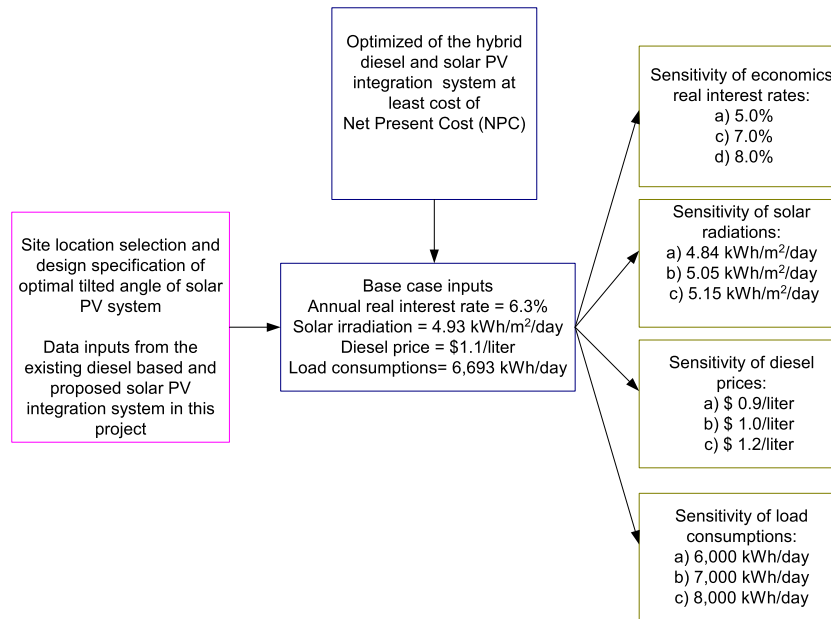 Optimized of the hybrid
diesel and solar PV
integration system at
least cost of
Net Present Cost (NPC)
Site location selection and
design specification of
optimal tilted angle of solar
PV system
Data inputs from the
existing diesel based and
proposed solar PV
integration system in this
project
Base case inputs
Annual real interest rate = 6.3%
Solar irradiation = 4.93 kWh/m²/day
Diesel price = $1.1/liter
Load consumptions= 6,693 kWh/day
Sensitivity of economics
real interest rates:
a) 5.0%
c) 7.0%
d) 8.0%
Sensitivity of solar
radiations:
a) 4.84 kWh/m²/day
b) 5.05 kWh/m²/day
c) 5.15 kWh/m²/day
Sensitivity of diesel
prices:
a) $ 0.9/liter
b) $ 1.0/liter
c) $ 1.2/liter
Sensitivity of load
consumptions:
a) 6,000 kWh/day
b) 7,000 kWh/day
c) 8,000 kWh/day